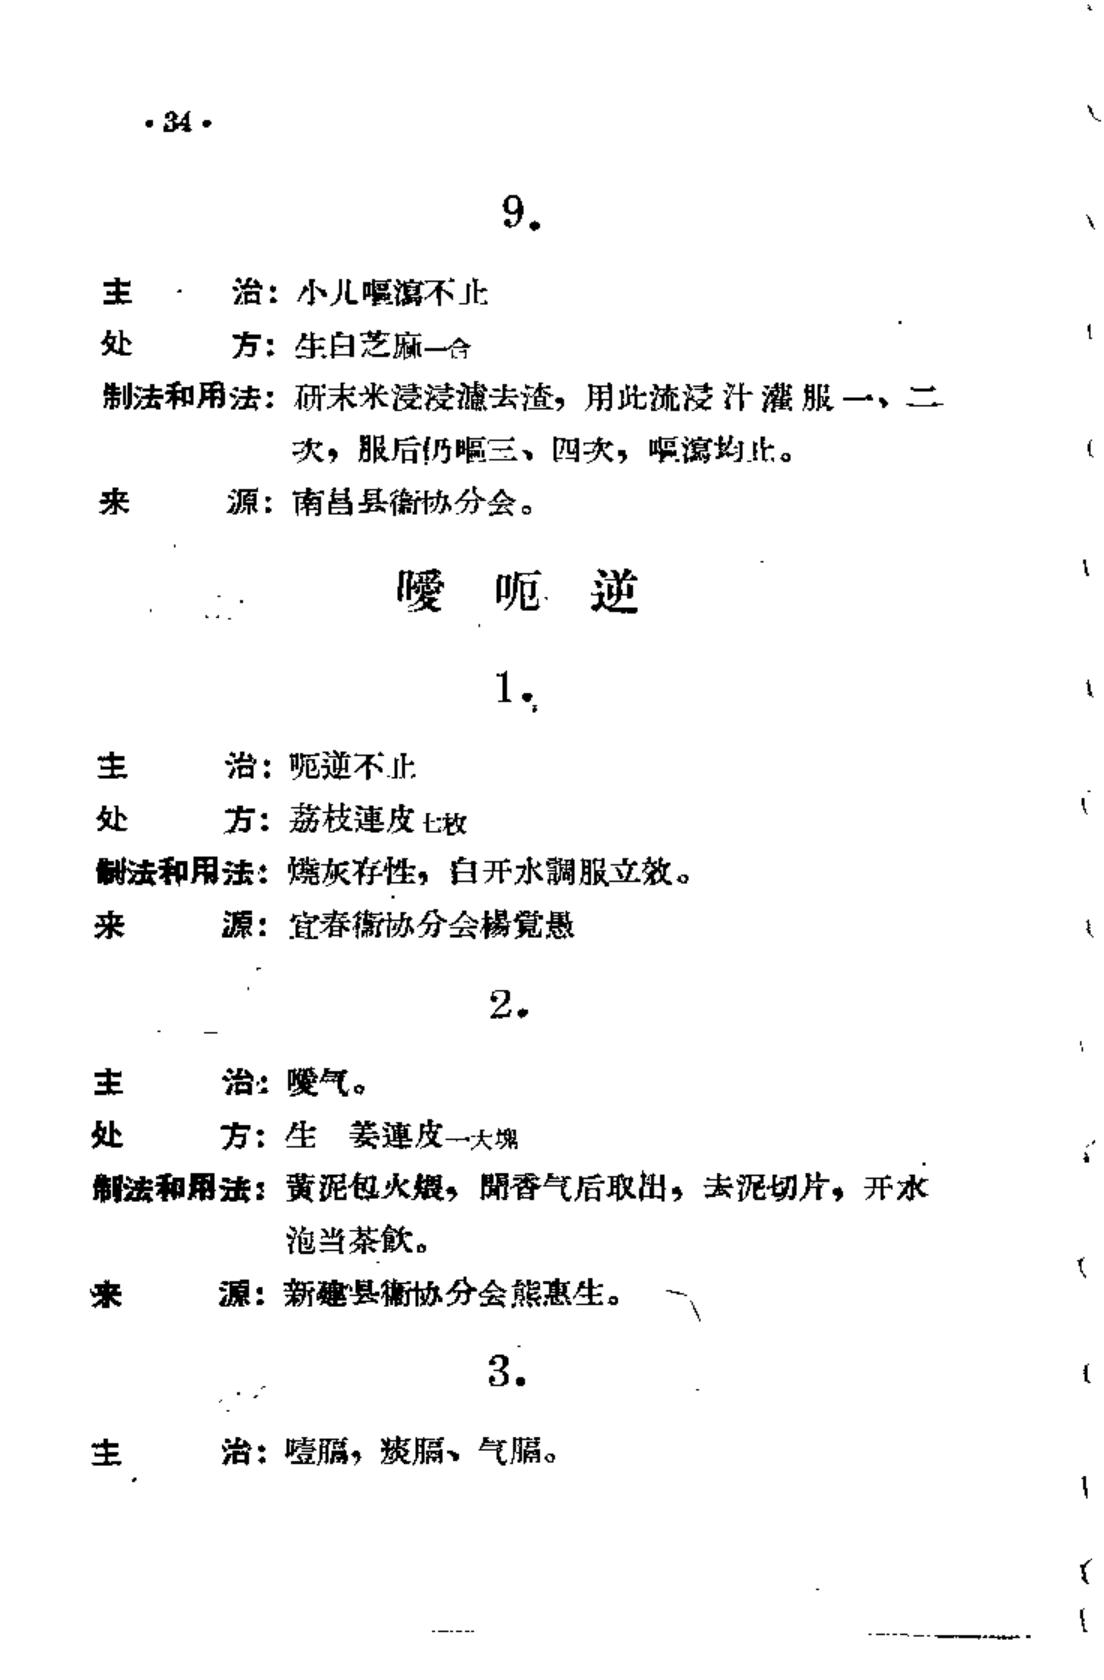 ·34·
9.
主　　治：小儿嘔瀉不止
处　　方：生白芝麻一合
制法和用法：研末米浸浸濾去渣，用此流浸汁灌服一、二
次，服后仍嘔三、四次，嘔瀉均止。
来　　源：南昌县衞协分会。
噯呃逆
1.
主　　治：呃逆不止
处　　方：荔枝連皮七枚
制法和用法：燒灰存性，白开水調服立效。
来　　源：宜春衞协分会楊覚愚
2.
主　　治：噯气。
处　　方：生　姜連皮一大塊
制法和用法：黄泥包火煅，聞香气后取出，去泥切片，开水
泡当茶飲。
来　　源：新建县衞协分会熊惠生。
3.
主　　治：噎膈，痰膈、气膈。